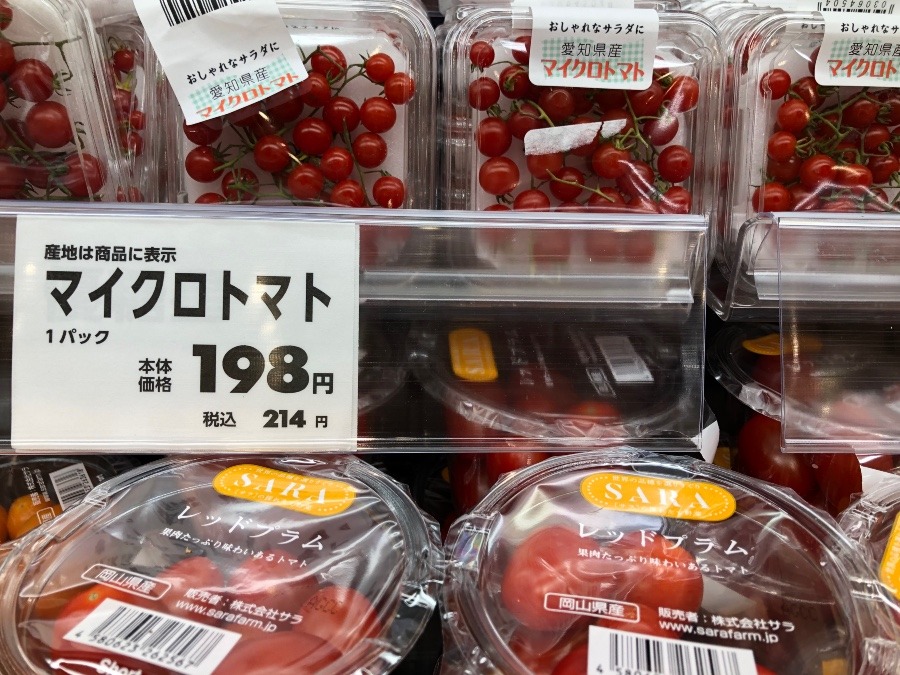 おしゃれなサラダに
愛知県産
マイクロトマト
おしゃれなサラダに
愛知県産
マイクロトマト
03064504
おしゃれなサラダに
愛知県産
マイクロトマト
産地は商品に表示
マイクロトマト
1パック
本体
価格
198円
税込 214円
SARA
レッドプラム
果肉たっぷり味わいあるトマト
岡山県産
販売者：株式会社サラ
www.sarafarm.jp
4 580623 262567
SARA
レッドプラム
果肉たっぷり味わいあるトマト
岡山県産
販売者：株式会社サラ
www.sarafarm.jp